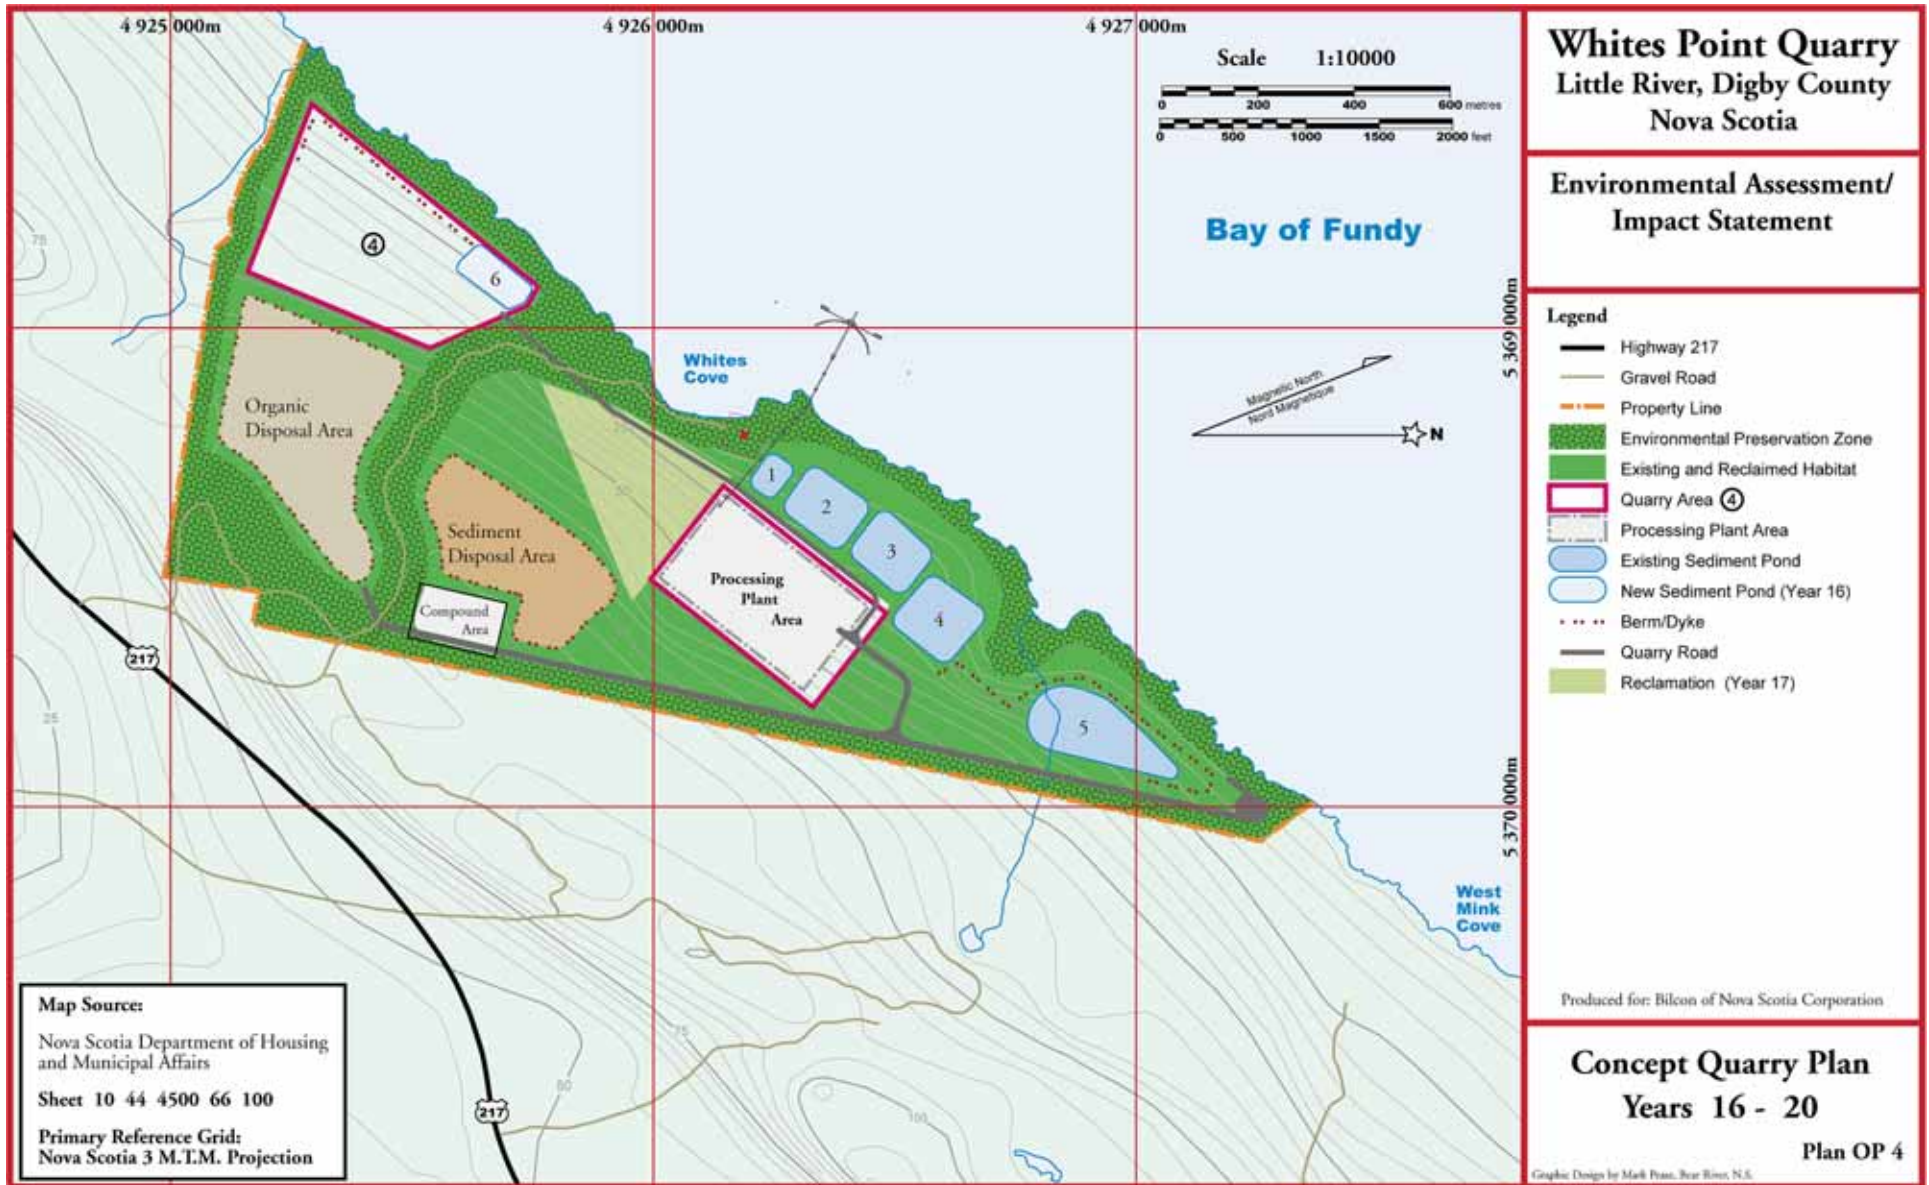 4 925 000m
4 926 000m
4 927 000m
Scale 1:10000
0 200 400 600 metres
0 500 1000 1500 2000 feet
Bay of Fundy
5 369 000m
5 370 000m
Whites
Cove
Magnetic North
Nord Magnetique
N
4
6
1
2
3
4
5
Organic
Disposal Area
Sediment
Disposal Area
Compound
Area
Processing
Plant
Area
75
50
217
217
75
50
100
West
Mink
Cove
Map Source:
Nova Scotia Department of Housing
and Municipal Affairs
Sheet 10 44 4500 66 100
Primary Reference Grid:
Nova Scotia 3 M.T.M. Projection
Whites Point Quarry
Little River, Digby County
Nova Scotia
Environmental Assessment/
Impact Statement
Legend
Highway 217
Gravel Road
Property Line
Environmental Preservation Zone
Existing and Reclaimed Habitat
Quarry Area 4
Processing Plant Area
Existing Sediment Pond
New Sediment Pond (Year 16)
Berm/Dyke
Quarry Road
Reclamation (Year 17)
Produced for: Bilcon of Nova Scotia Corporation
Concept Quarry Plan
Years 16 - 20
Plan OP 4
Graphic Design by Mark Pease, Bear River, N.S.